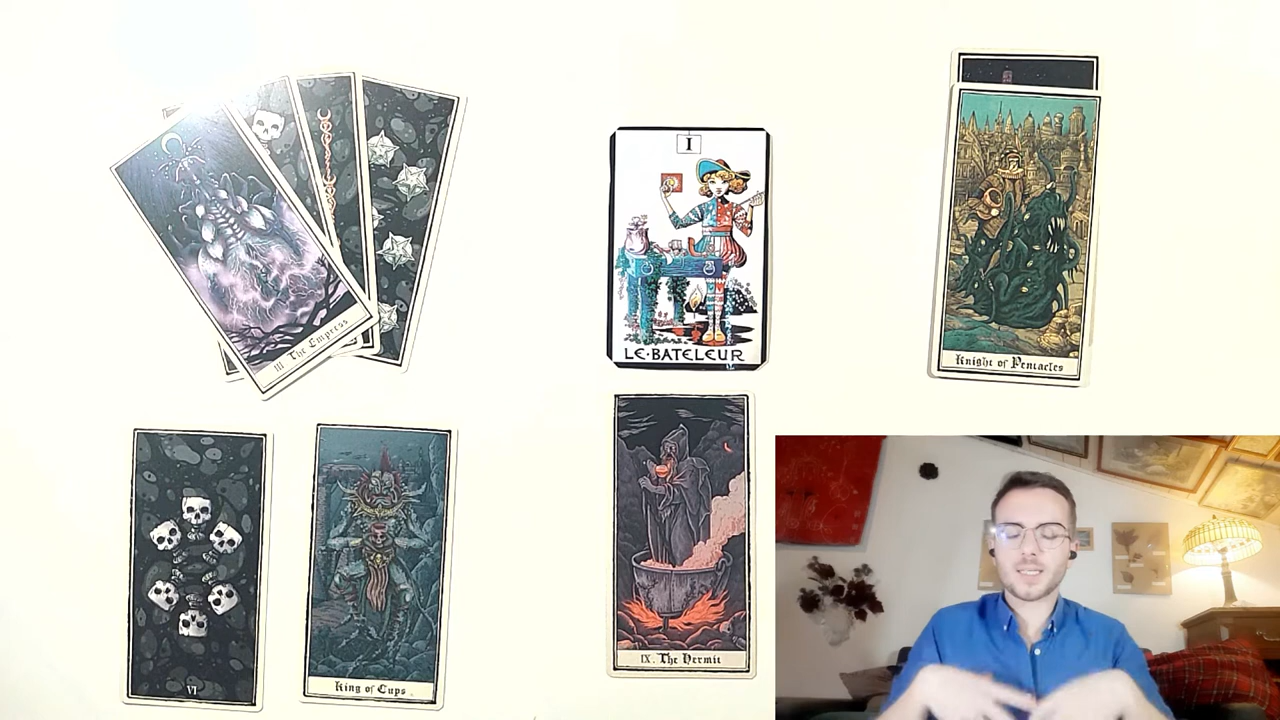 III The Empress
I
LE·BATELEUR
Knight of Pentacles
VI
King of Cups
IX. The Hermit